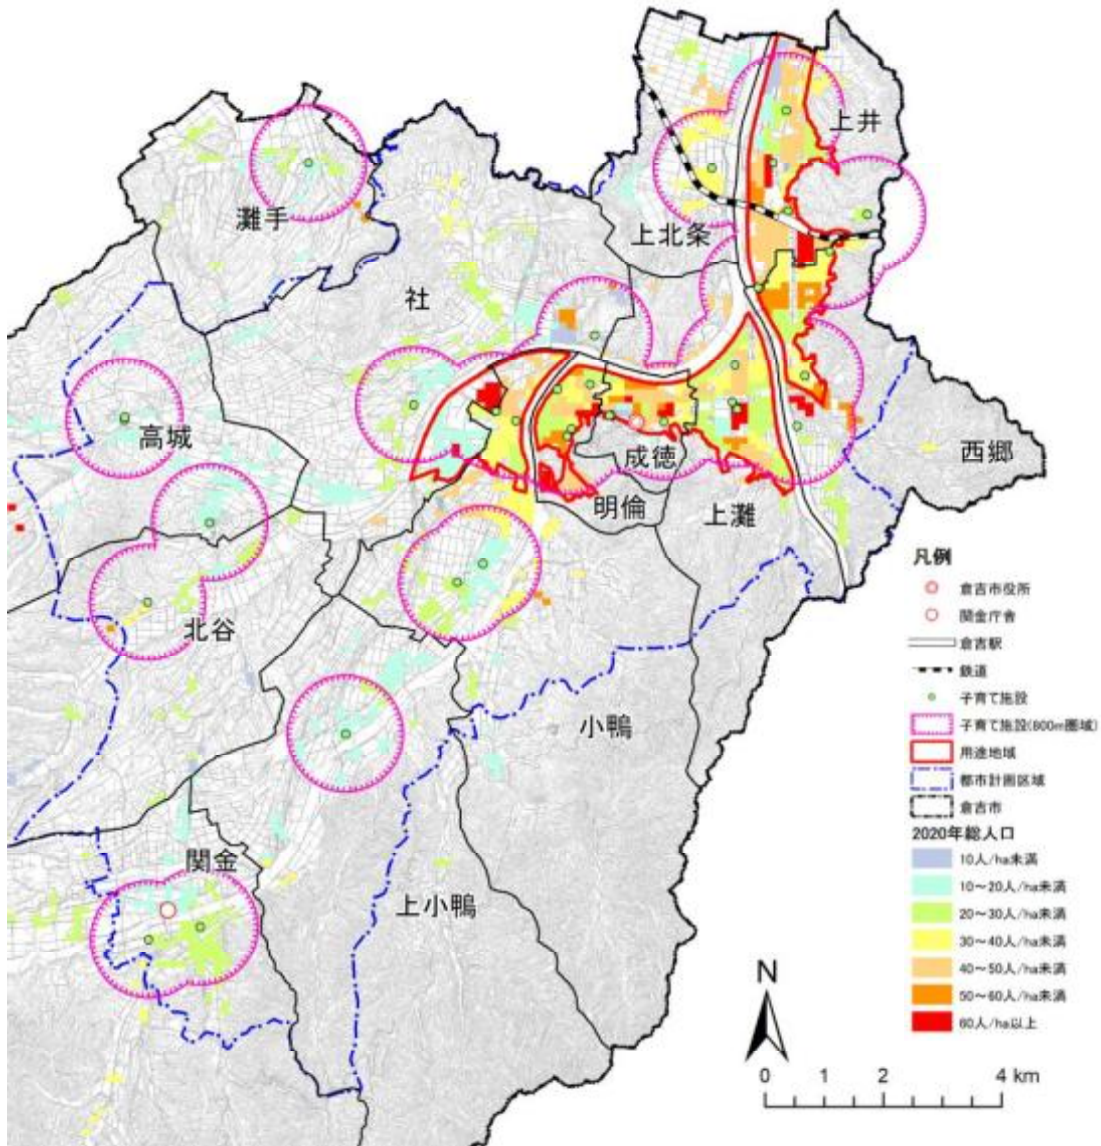 上井
灘手
上北条
社
高城
成徳
西郷
明倫
上灘
北谷
小鴨
関金
上小鴨
凡例
倉吉市役所
関金庁舎
倉吉駅
鉄道
子育て施設
子育て施設(800m圏域)
用途地域
都市計画区域
倉吉市
2020年総人口
10人/ha未満
10～20人/ha未満
20～30人/ha未満
30～40人/ha未満
40～50人/ha未満
50～60人/ha未満
60人/ha以上
N
0 1 2 4 km